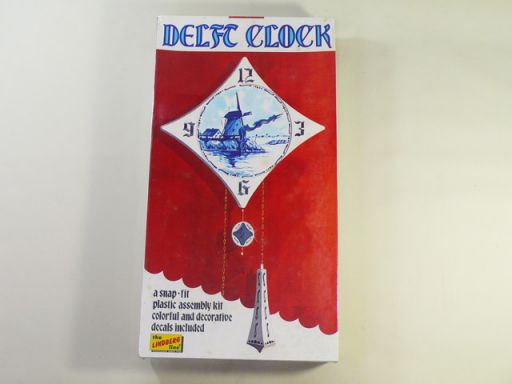 DELFT CLOCK
12
9
3
6
a snap-fit
plastic assembly kit
colorful and decorative
decals included
the
LINDBERG
line